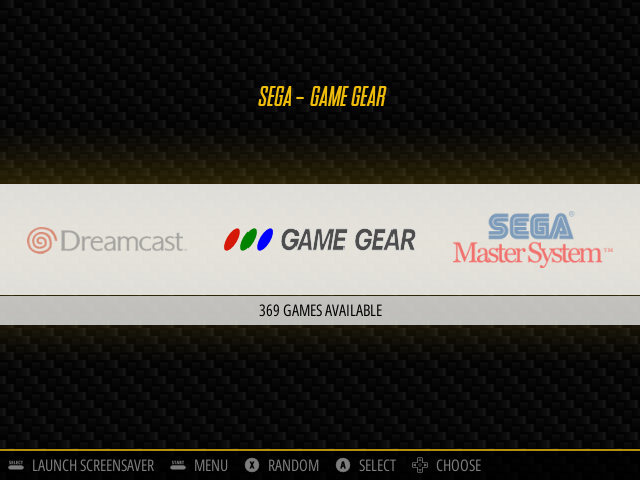 SEGA - GAME GEAR
Dreamcast.
GAME GEAR
SEGA®
Master System™
369 GAMES AVAILABLE
SELECT LAUNCH SCREENSAVER START MENU X RANDOM A SELECT CHOOSE